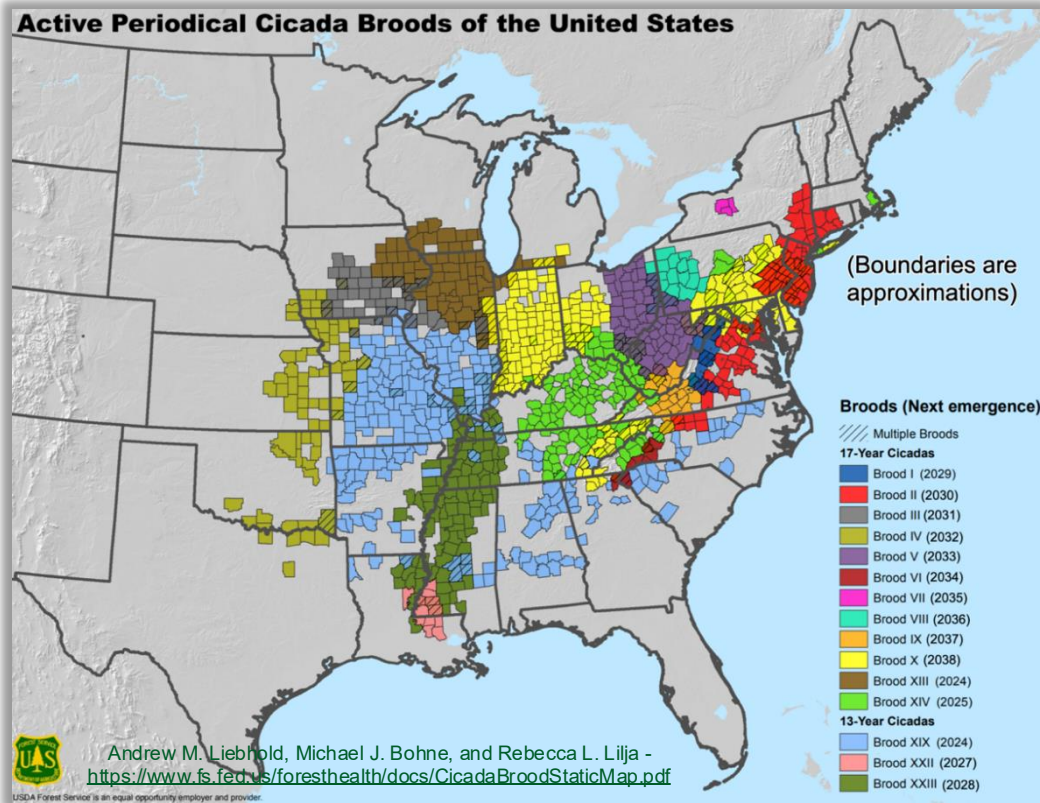 Active Periodical Cicada Broods of the United States
(Boundaries are
approximations)
Broods (Next emergence)
Multiple Broods
17-Year Cicadas
Brood I (2029)
Brood II (2030)
Brood III (2031)
Brood IV (2032)
Brood V (2033)
Brood VI (2034)
Brood VII (2035)
Brood VIII (2036)
Brood IX (2037)
Brood X (2038)
Brood XIII (2024)
Brood XIV (2025)
13-Year Cicadas
Brood XIX (2024)
Brood XXII (2027)
Brood XXIII (2028)
FOREST SERVICE
UAS
Andrew M. Liebhold, Michael J. Bohne, and Rebecca L. Lilja -
https://www.fs.fed.us/foresthealth/docs/CicadaBroodStaticMap.pdf
USDA Forest Service is an equal opportunity employer and provider.